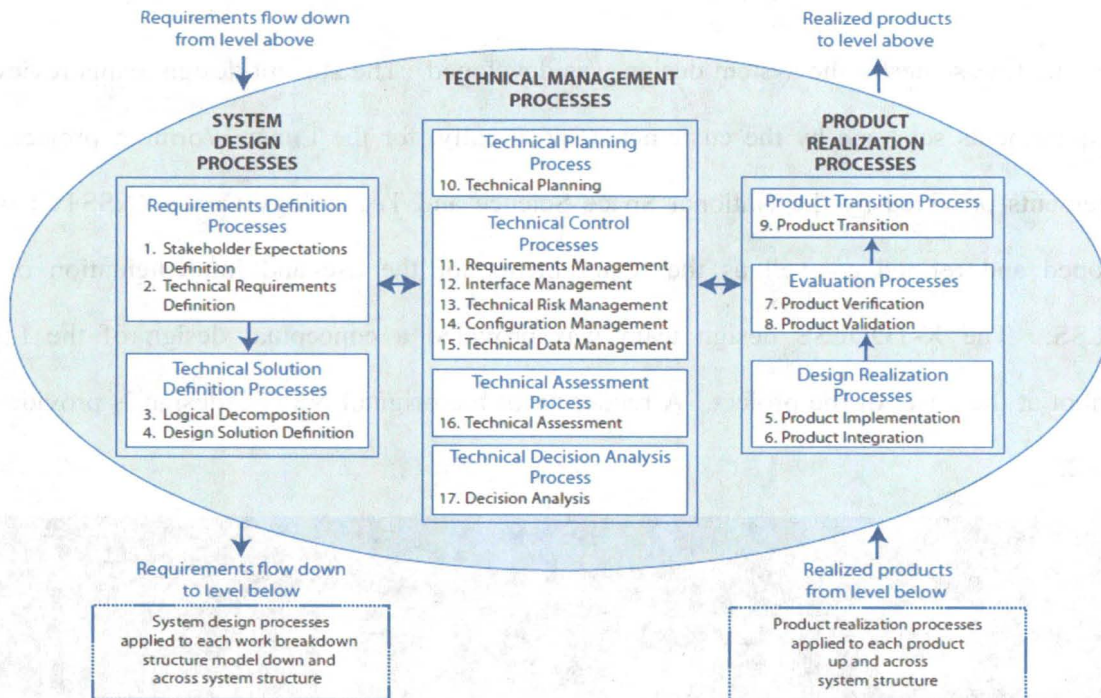 Requirements flow down
from level above
Realized products
to level above
TECHNICAL MANAGEMENT
PROCESSES
SYSTEM
DESIGN
PROCESSES
Requirements Definition
Processes
1. Stakeholder Expectations
Definition
2. Technical Requirements
Definition
Technical Solution
Definition Processes
3. Logical Decomposition
4. Design Solution Definition
Technical Planning
Process
10. Technical Planning
Technical Control
Processes
11. Requirements Management
12. Interface Management
13. Technical Risk Management
14. Configuration Management
15. Technical Data Management
Technical Assessment
Process
16. Technical Assessment
Technical Decision Analysis
Process
17. Decision Analysis
PRODUCT
REALIZATION
PROCESSES
Product Transition Process
9. Product Transition
Evaluation Processes
7. Product Verification
8. Product Validation
Design Realization
Processes
5. Product Implementation
6. Product Integration
Requirements flow down
to level below
System design processes
applied to each work breakdown
structure model down and
across system structure
Realized products
from level below
Product realization processes
applied to each product
up and across
system structure